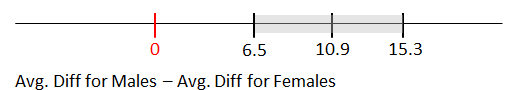 0 6.5 10.9 15.3
Avg. Diff for Males – Avg. Diff for Females